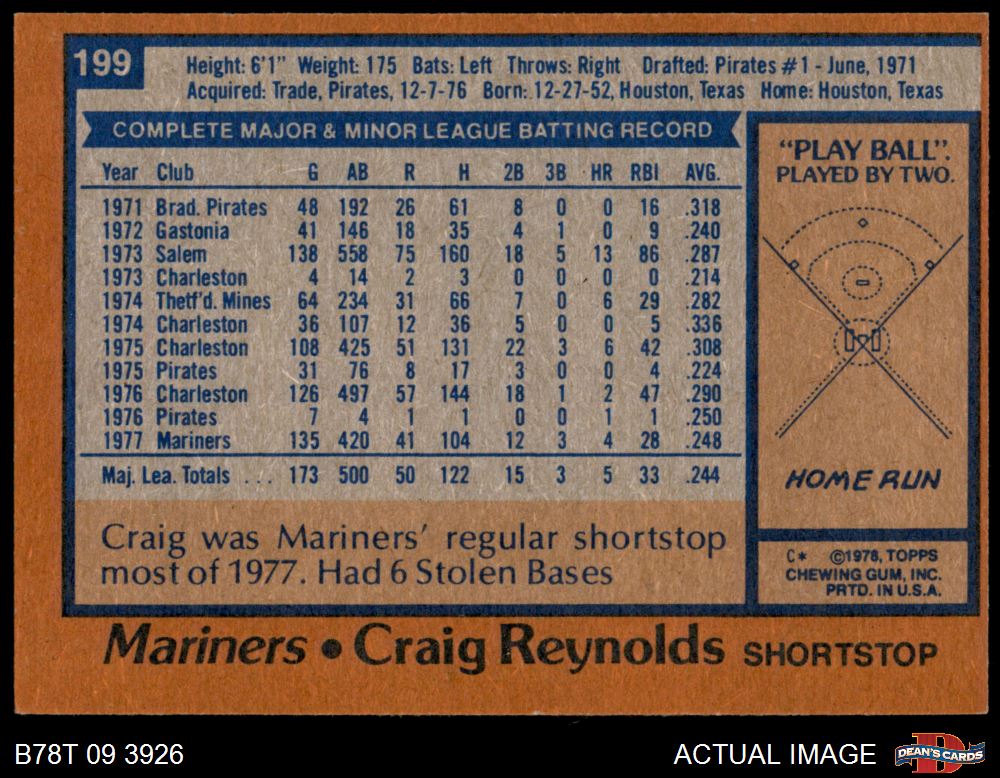 199
Height: 6'1" Weight: 175 Bats: Left Throws: Right Drafted: Pirates #1 - June, 1971
Acquired: Trade, Pirates, 12-7-76 Born: 12-27-52, Houston, Texas Home: Houston, Texas
COMPLETE MAJOR & MINOR LEAGUE BATTING RECORD
Year Club G AB R H 2B 3B HR RBI AVG.
1971 Brad. Pirates 48 192 26 61 8 0 0 16 .318
1972 Gastonia 41 146 18 35 4 1 0 9 .240
1973 Salem 138 558 75 160 18 5 13 86 .287
1973 Charleston 4 14 2 3 0 0 0 0 .214
1974 Thetf'd. Mines 64 234 31 66 7 0 6 29 .282
1974 Charleston 36 107 12 36 5 0 0 5 .336
1975 Charleston 108 425 51 131 22 3 6 42 .308
1975 Pirates 31 76 8 17 3 0 0 4 .224
1976 Charleston 126 497 57 144 18 1 2 47 .290
1976 Pirates 7 4 1 1 0 0 1 1 .250
1977 Mariners 135 420 41 104 12 3 4 28 .248
Maj. Lea. Totals ... 173 500 50 122 15 3 5 33 .244
Craig was Mariners' regular shortstop
most of 1977. Had 6 Stolen Bases
"PLAY BALL".
PLAYED BY TWO.
HOME RUN
C* ©1978, TOPPS
CHEWING GUM, INC.
PRTD. IN U.S.A.
Mariners • Craig Reynolds SHORTSTOP
B78T 09 3926
ACTUAL IMAGE
D
DEAN'S CARDS